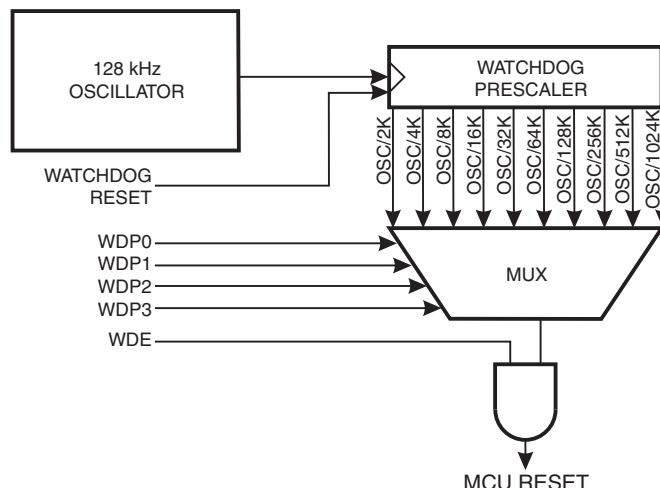 128 kHz
OSCILLATOR
WATCHDOG
PRESCALER
OSC/2K
OSC/4K
OSC/8K
OSC/16K
OSC/32K
OSC/64K
OSC/128K
OSC/256K
OSC/512K
OSC/1024K
WATCHDOG
RESET
WDP0
WDP1
WDP2
WDP3
MUX
WDE
MCU RESET